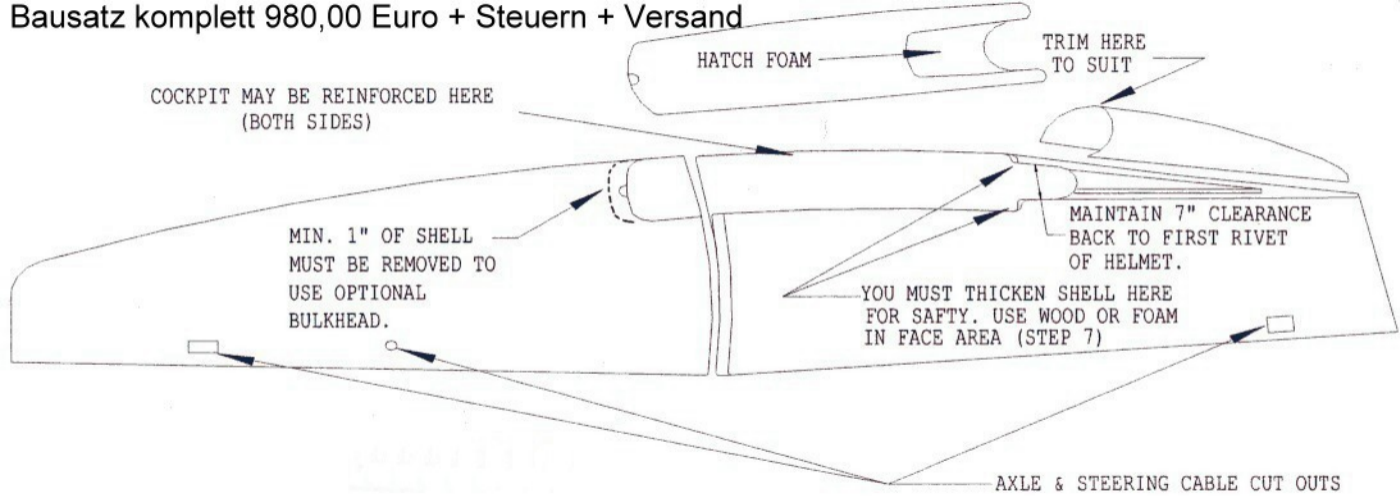 Bausatz komplett 980,00 Euro + Steuern + Versand
HATCH FOAM
TRIM HERE
TO SUIT
COCKPIT MAY BE REINFORCED HERE
(BOTH SIDES)
MIN. 1" OF SHELL
MUST BE REMOVED TO
USE OPTIONAL
BULKHEAD.
MAINTAIN 7" CLEARANCE
BACK TO FIRST RIVET
OF HELMET.
YOU MUST THICKEN SHELL HERE
FOR SAFTY. USE WOOD OR FOAM
IN FACE AREA (STEP 7)
AXLE & STEERING CABLE CUT OUTS